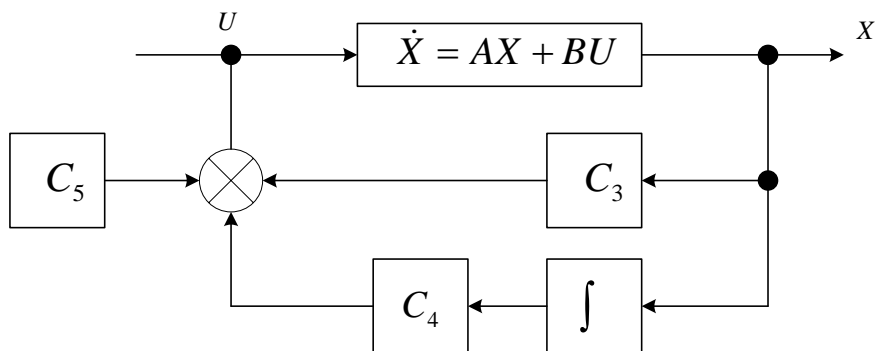 U
X
Ẋ = AX + BU
C₅
C₃
C₄
∫